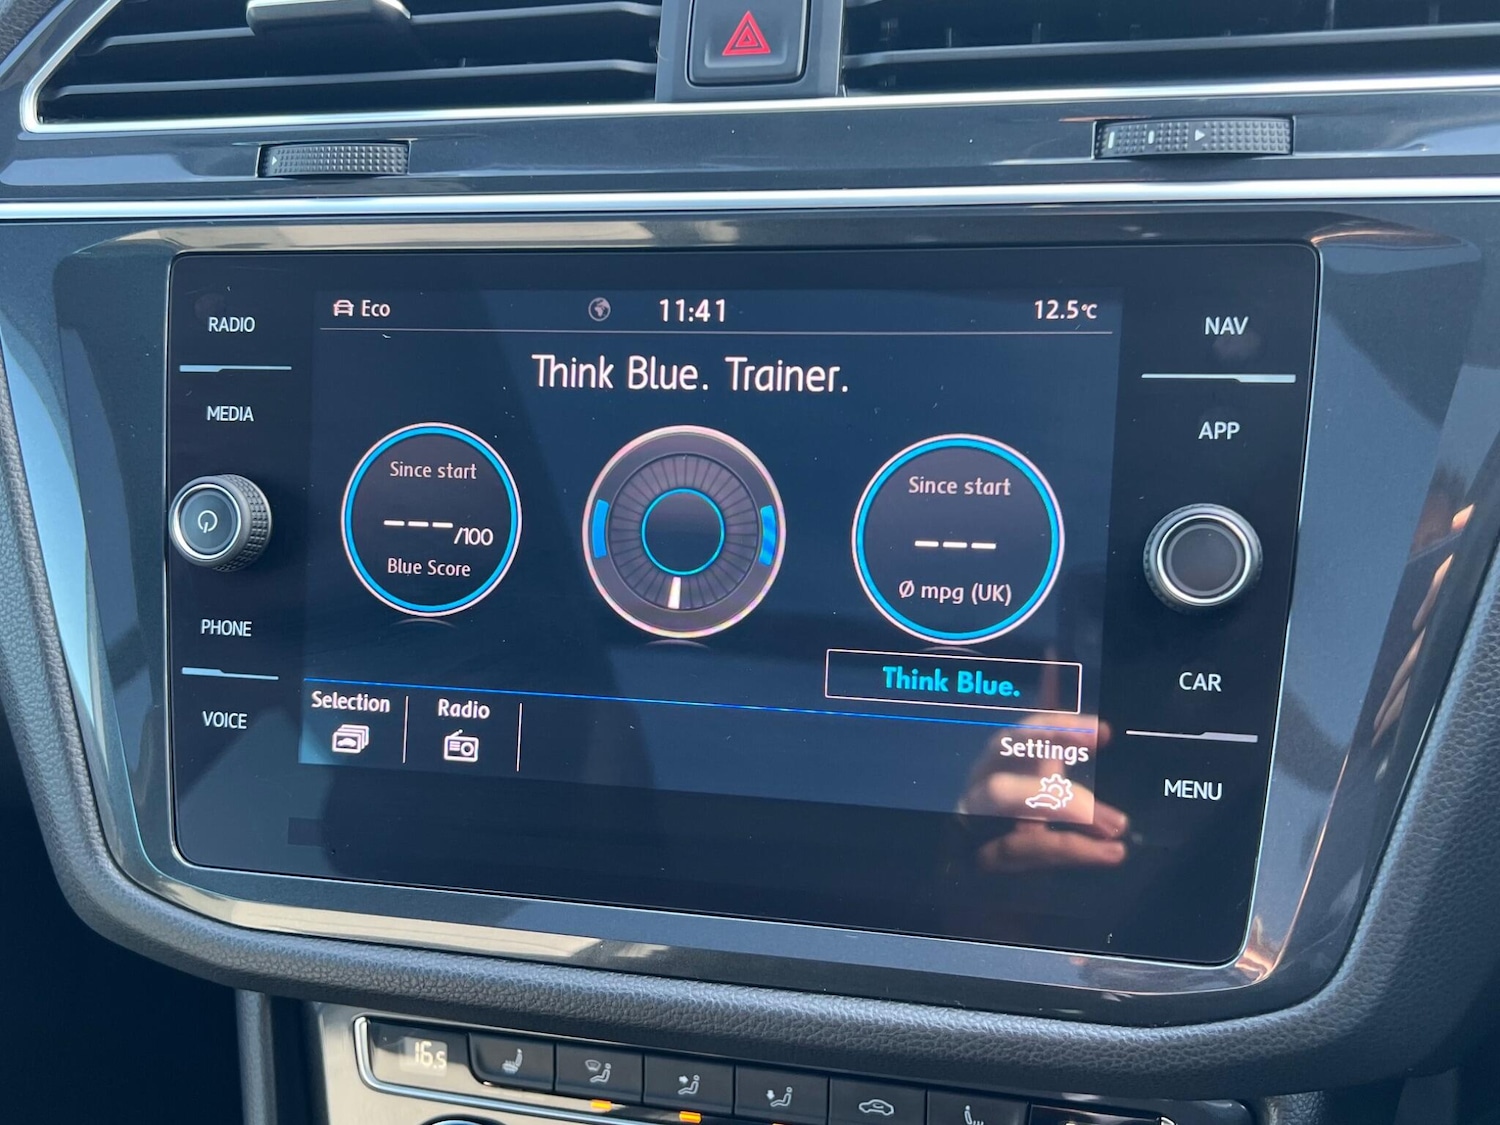 RADIO
MEDIA
PHONE
VOICE
Eco
11:41
12.5°C
Think Blue. Trainer.
Since start
---/100
Blue Score
Since start
---
Ø mpg (UK)
Think Blue.
Selection
Radio
Settings
NAV
APP
CAR
MENU
16.5